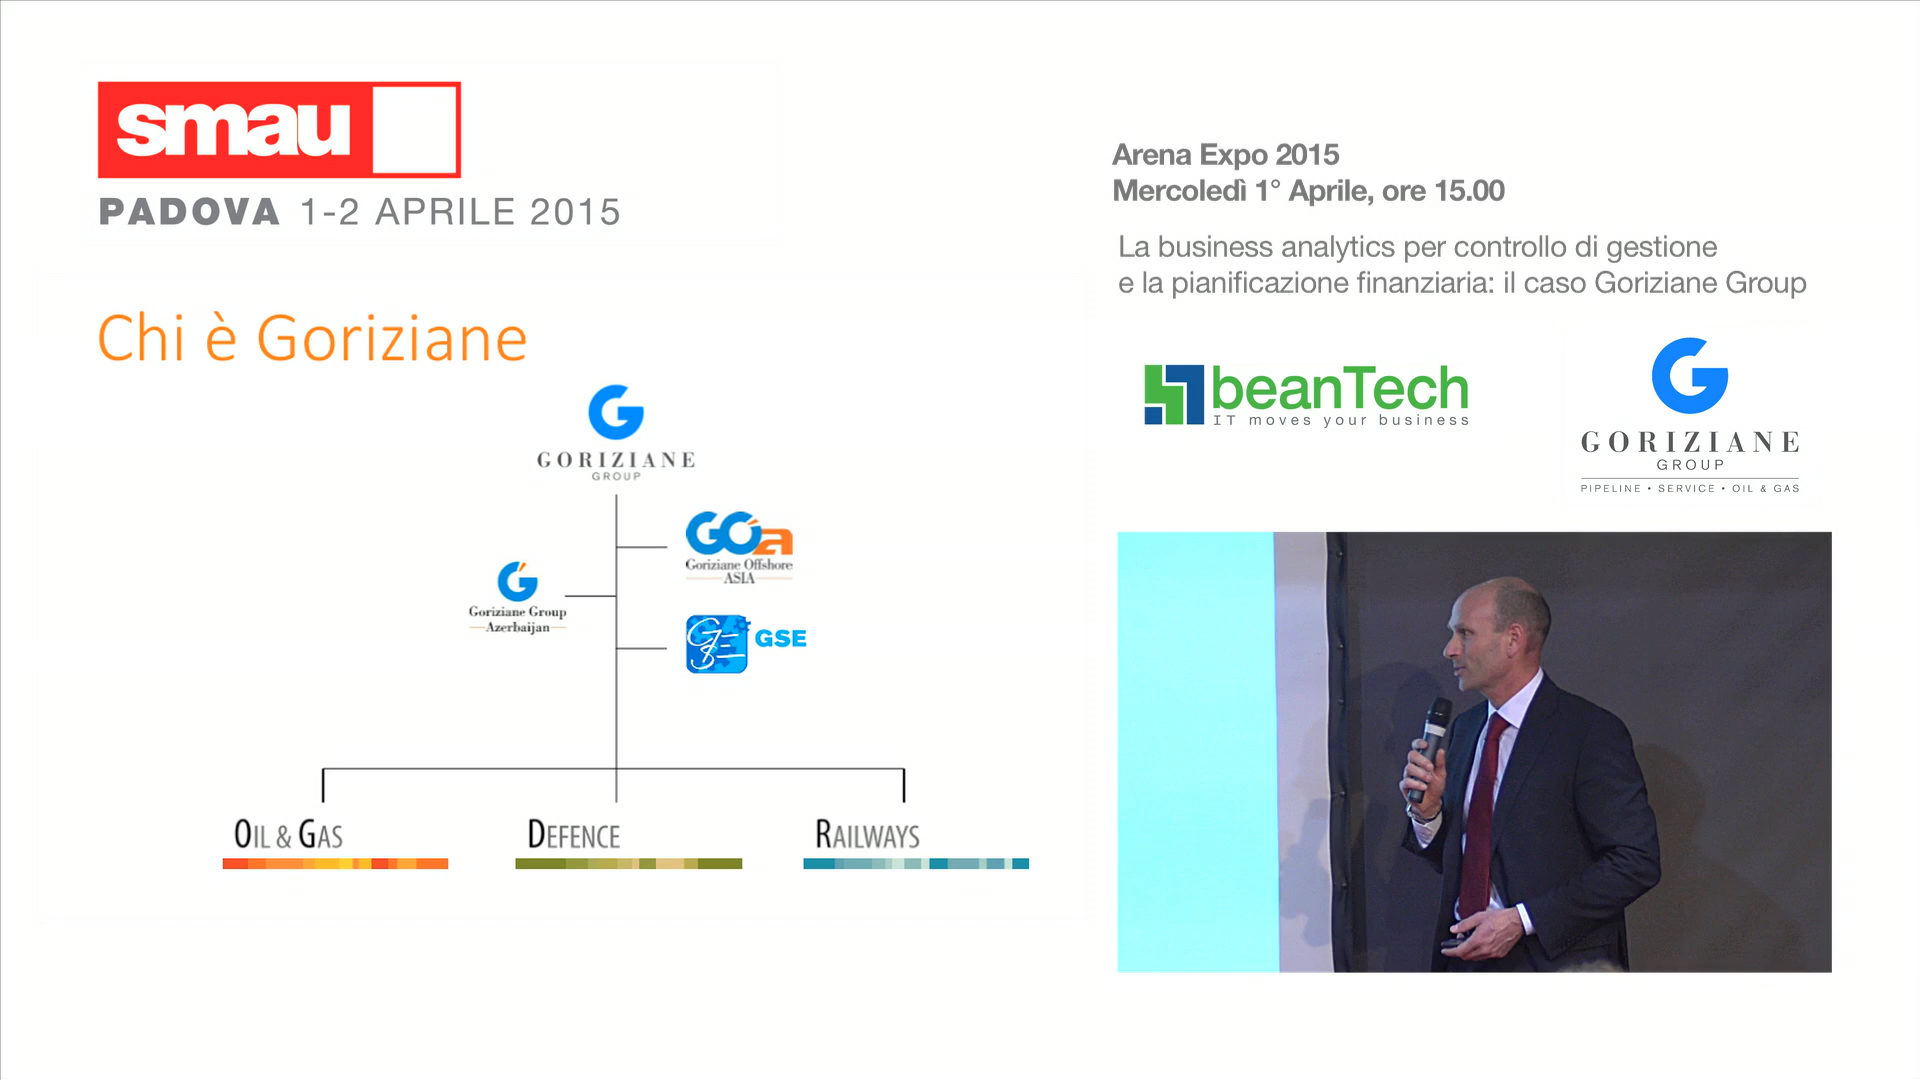 smau
PADOVA 1-2 APRILE 2015
Arena Expo 2015
Mercoledì 1° Aprile, ore 15.00
La business analytics per controllo di gestione
e la pianificazione finanziaria: il caso Goriziane Group
beanTech
IT moves your business
G
GORIZIANE
GROUP
PIPELINE • SERVICE • OIL & GAS
Chi è Goriziane
G
GORIZIANE
GROUP
GOa
Goriziane Offshore
ASIA
G
Goriziane Group
Azerbaijan
GSE
GSE
OIL & GAS
DEFENCE
RAILWAYS